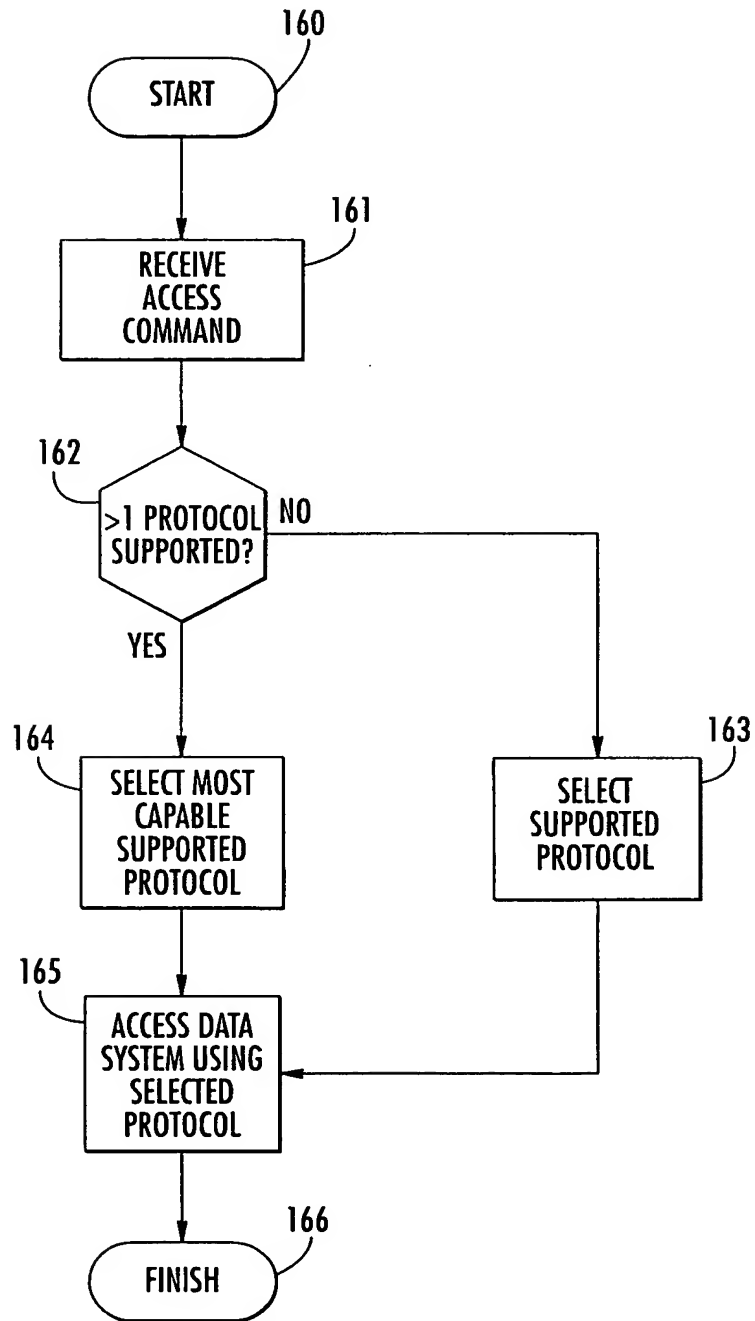 160
START
161
RECEIVE
ACCESS
COMMAND
162
>1 PROTOCOL
SUPPORTED?
NO
YES
164
SELECT MOST
CAPABLE
SUPPORTED
PROTOCOL
163
SELECT
SUPPORTED
PROTOCOL
165
ACCESS DATA
SYSTEM USING
SELECTED
PROTOCOL
166
FINISH